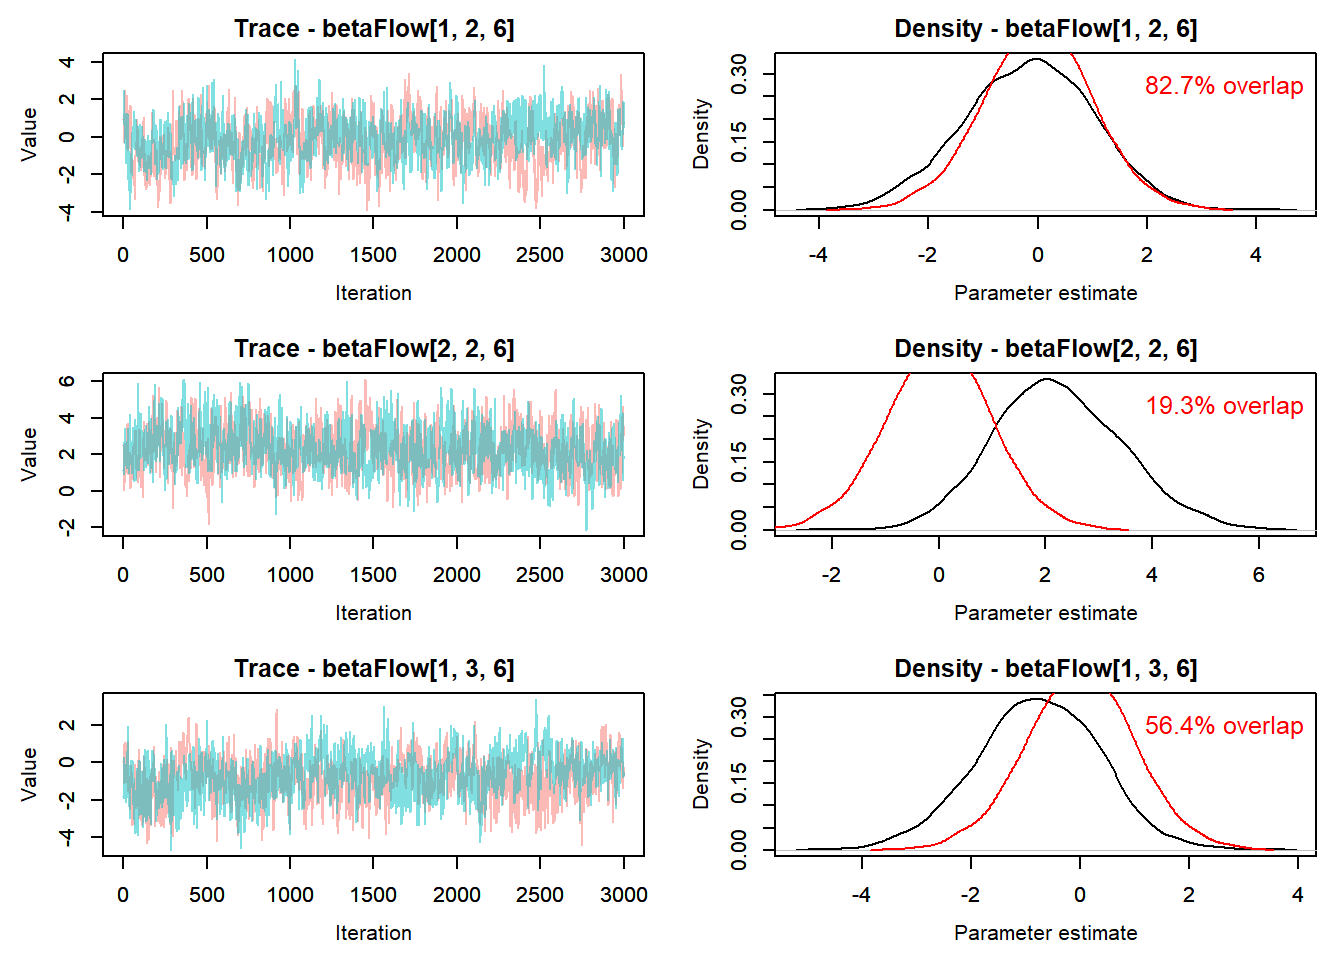 Trace - betaFlow[1, 2, 6]
Value
4
2
0
-2
-4
0 500 1000 1500 2000 2500 3000
Iteration
Density - betaFlow[1, 2, 6]
Density
0.30
0.15
0.00
82.7% overlap
-4 -2 0 2 4
Parameter estimate
Trace - betaFlow[2, 2, 6]
Value
6
4
2
0
-2
0 500 1000 1500 2000 2500 3000
Iteration
Density - betaFlow[2, 2, 6]
Density
0.30
0.15
0.00
19.3% overlap
-2 0 2 4 6
Parameter estimate
Trace - betaFlow[1, 3, 6]
Value
2
0
-2
-4
0 500 1000 1500 2000 2500 3000
Iteration
Density - betaFlow[1, 3, 6]
Density
0.30
0.15
0.00
56.4% overlap
-4 -2 0 2 4
Parameter estimate